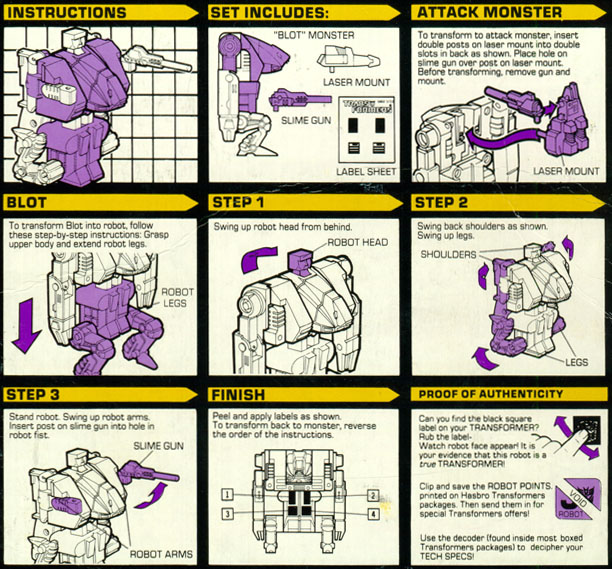 INSTRUCTIONS
SET INCLUDES:
"BLOT" MONSTER
LASER MOUNT
SLIME GUN
TRANSFORMERS
LABEL SHEET
ATTACK MONSTER
To transform to attack monster, insert
double posts on laser mount into double
slots in back as shown. Place hole on
slime gun over post on laser mount.
Before transforming, remove gun and
mount.
LASER MOUNT
BLOT
To transform Blot into robot, follow
these step-by-step instructions: Grasp
upper body and extend robot legs.
ROBOT
LEGS
STEP 1
Swing up robot head from behind.
ROBOT HEAD
STEP 2
Swing back shoulders as shown.
Swing up legs.
SHOULDERS
LEGS
STEP 3
Stand robot. Swing up robot arms.
Insert post on slime gun into hole in
robot fist.
SLIME GUN
ROBOT ARMS
FINISH
Peel and apply labels as shown.
To transform back to monster, reverse
the order of the instructions.
1
2
3
4
PROOF OF AUTHENTICITY
Can you find the black square
label on your TRANSFORMER?
Rub the label-
Watch robot face appear! It is
your evidence that this robot is a
true TRANSFORMER!
Clip and save the ROBOT POINTS,
printed on Hasbro Transformers
packages. Then send them in for
special Transformers offers!
VOID
ROBOT
Use the decoder (found inside most boxed
Transformers packages) to decipher your
TECH SPECS!